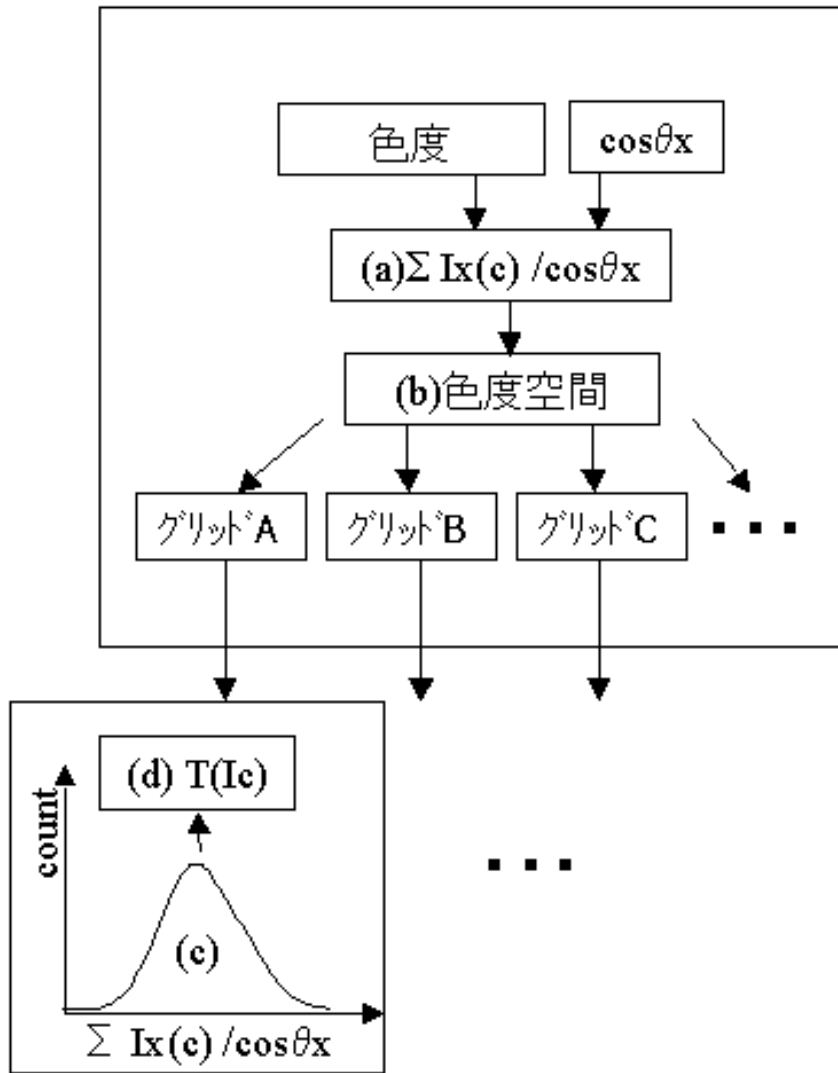 色度
cosθx
(a)Σ Ix(c) /cosθx
(b)色度空間
グリッドA
グリッドB
グリッドC
・・・
(d) T(Ic)
count
(c)
Σ Ix(c) /cosθx
・・・